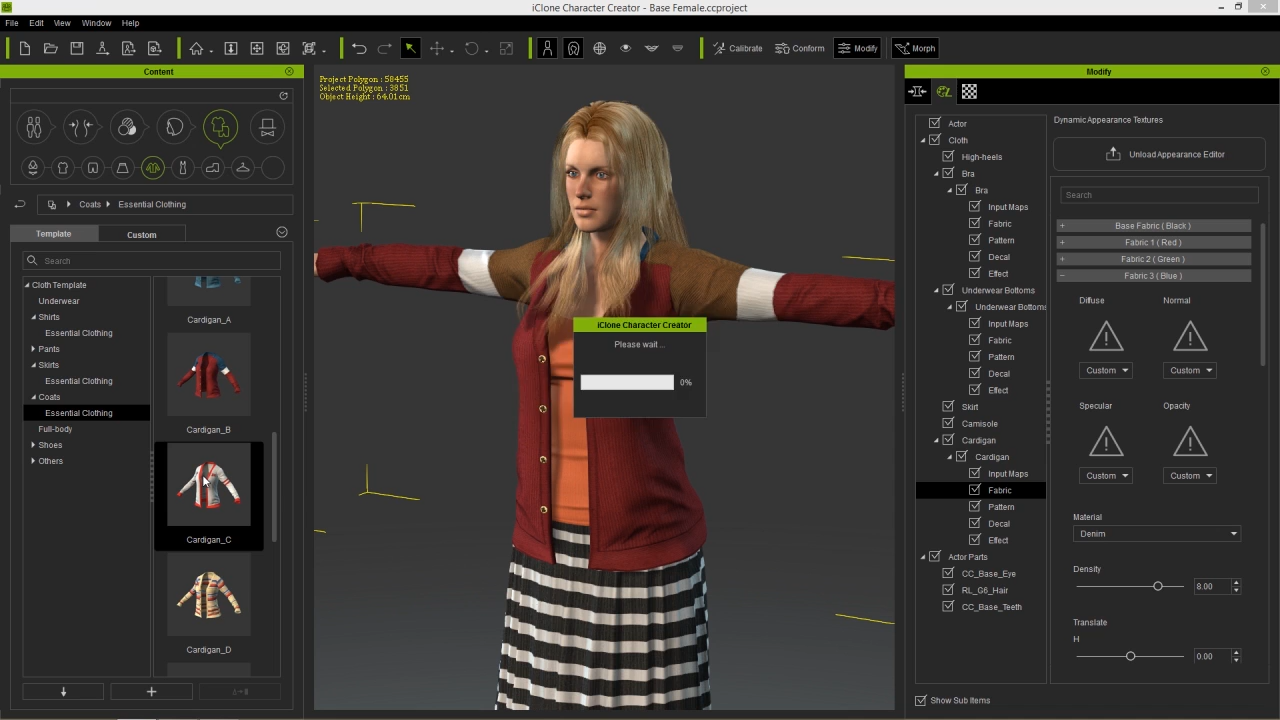 iClone Character Creator - Base Female.ccproject
File Edit View Window Help
Calibrate Conform Modify Morph
Content
Coats Essential Clothing
Template Custom
Search
Cloth Template
Underwear
Shirts
Essential Clothing
Pants
Skirts
Essential Clothing
Coats
Essential Clothing
Full-body
Shoes
Others
Cardigan_A
Cardigan_B
Cardigan_C
Cardigan_D
Project Polygon : 58455
Selected Polygon : 3851
Object Height : 64.01cm
iClone Character Creator
Please wait ...
0%
Modify
Actor
Cloth
High-heels
Bra
Bra
Input Maps
Fabric
Pattern
Decal
Effect
Underwear Bottoms
Underwear Bottoms
Input Maps
Fabric
Pattern
Decal
Effect
Skirt
Camisole
Cardigan
Cardigan
Input Maps
Fabric
Pattern
Decal
Effect
Actor Parts
CC_Base_Eye
RL_G6_Hair
CC_Base_Teeth
Show Sub Items
Dynamic Appearance Textures
Unload Appearance Editor
Search
+ Base Fabric ( Black )
+ Fabric 1 ( Red )
+ Fabric 2 ( Green )
− Fabric 3 ( Blue )
Diffuse Normal
Custom Custom
Specular Opacity
Custom Custom
Material
Denim
Density
8.00
Translate
H
0.00